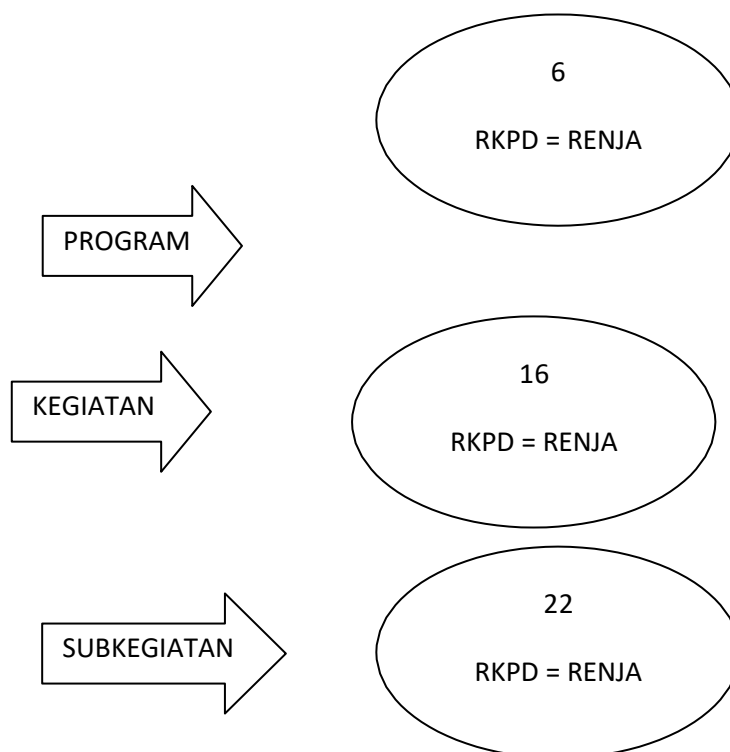 6
RKPD = RENJA
PROGRAM
16
KEGIATAN
RKPD = RENJA
22
SUBKEGIATAN
RKPD = RENJA